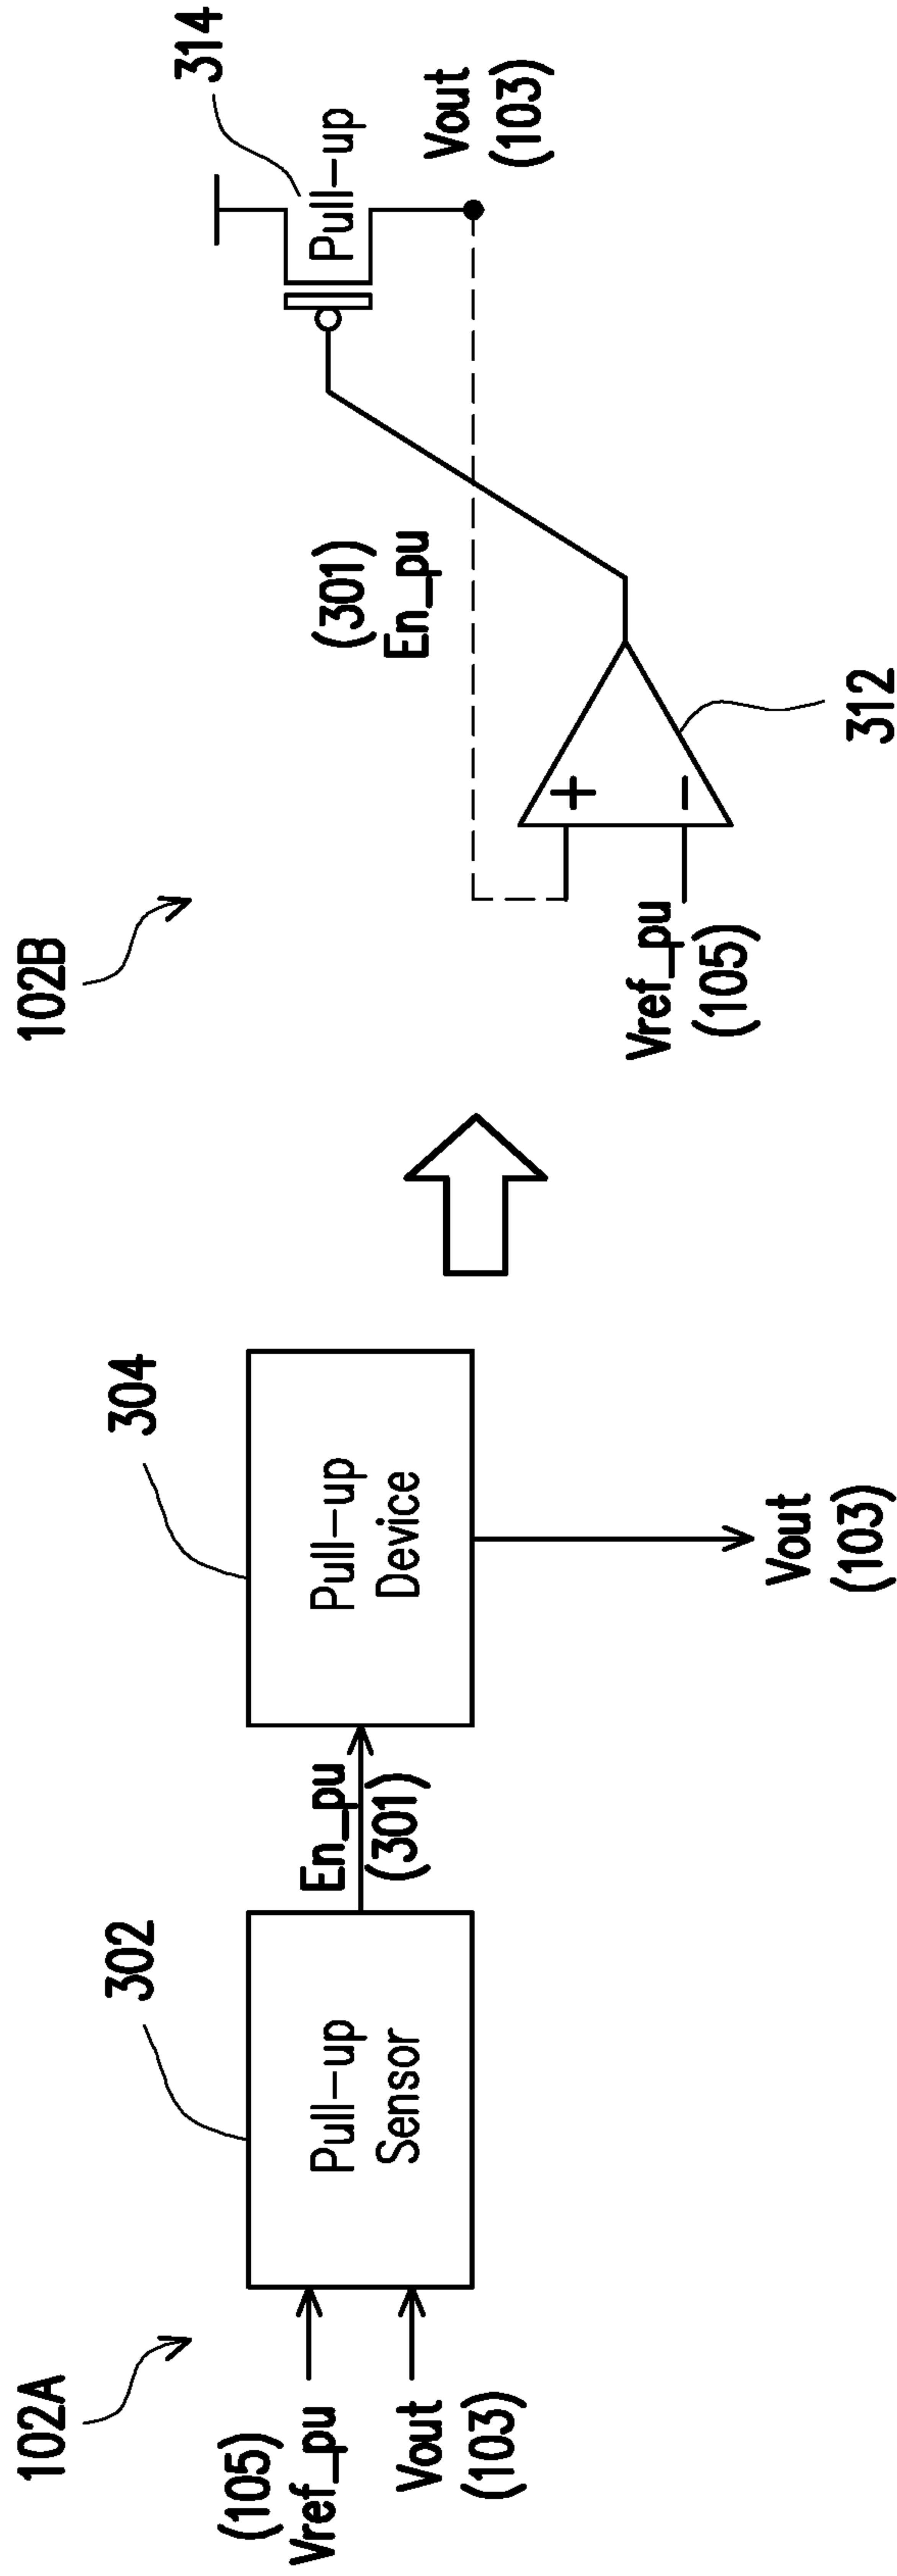 102A
302
304
(105)
Vref_pu
Vout
(103)
Pull-up
Sensor
En_pu
(301)
Pull-up
Device
Vout
(103)
102B
314
Pull-up
Vout
(103)
(301)
En_pu
+
−
Vref_pu
(105)
312